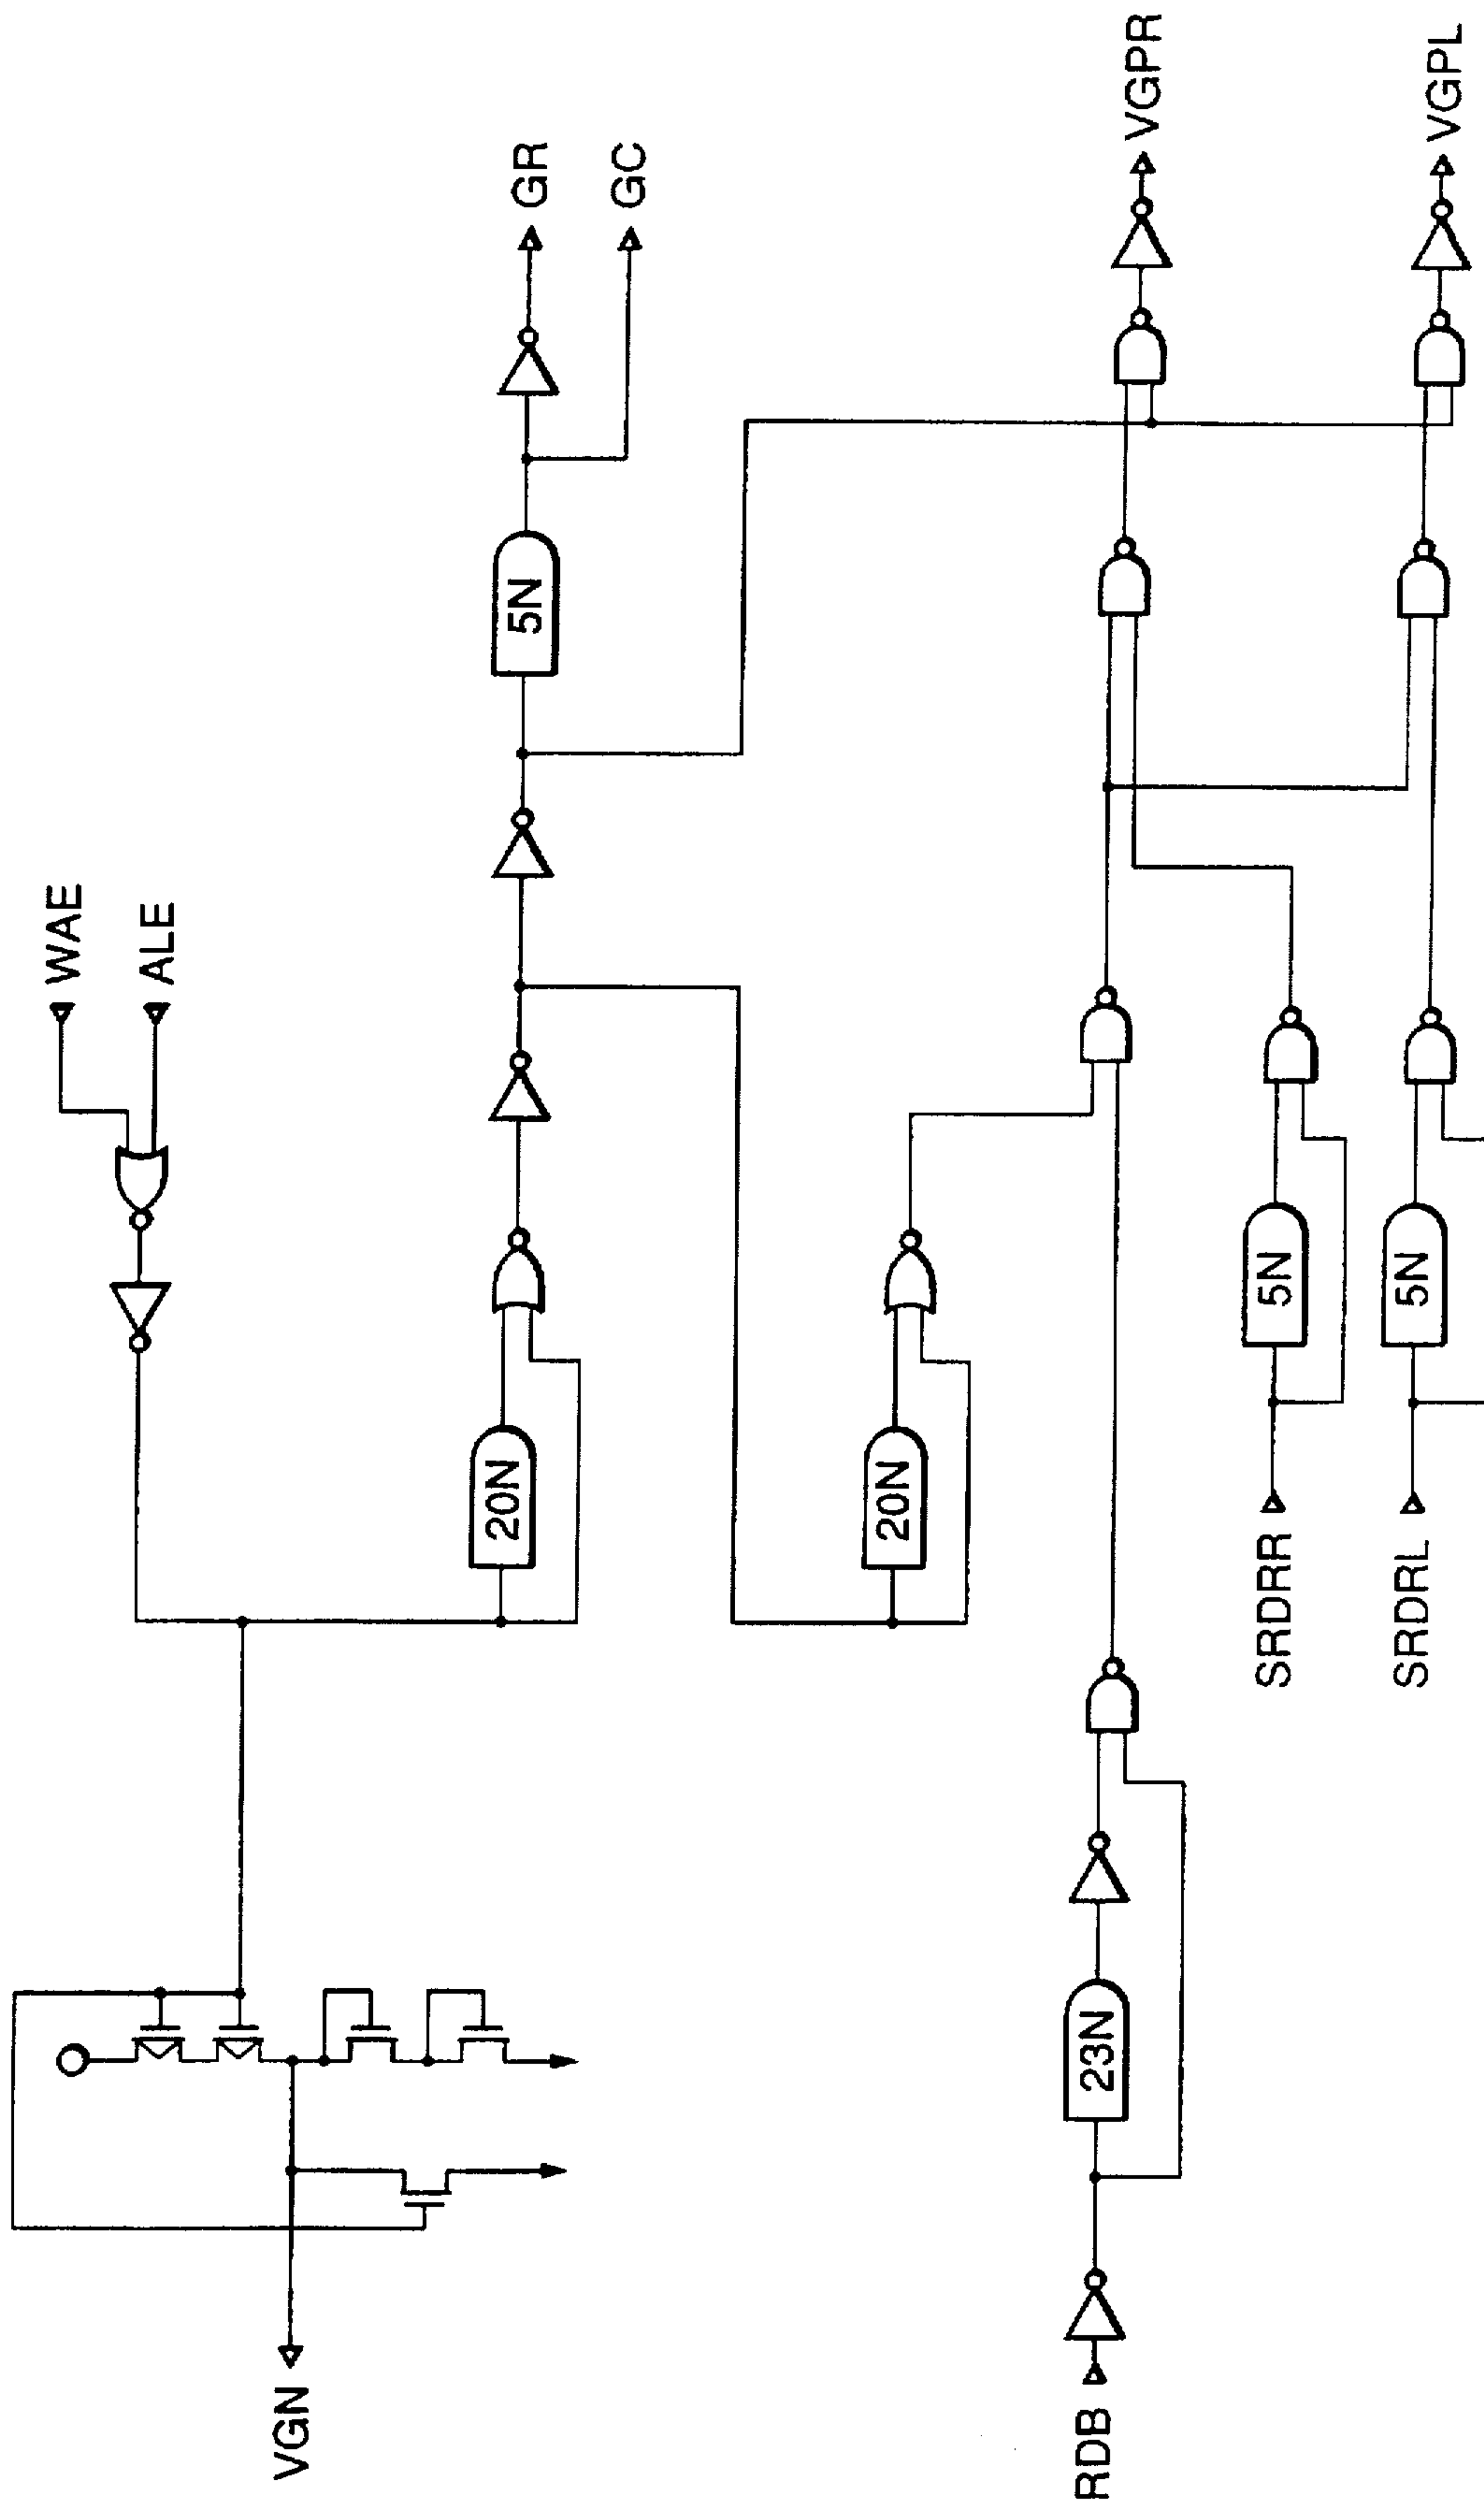 WAE
ALE
GR
GC
5N
20N
20N
VGN
RDB
23N
SRDRR
5N
SRDRL
5N
VGPR
VGPL